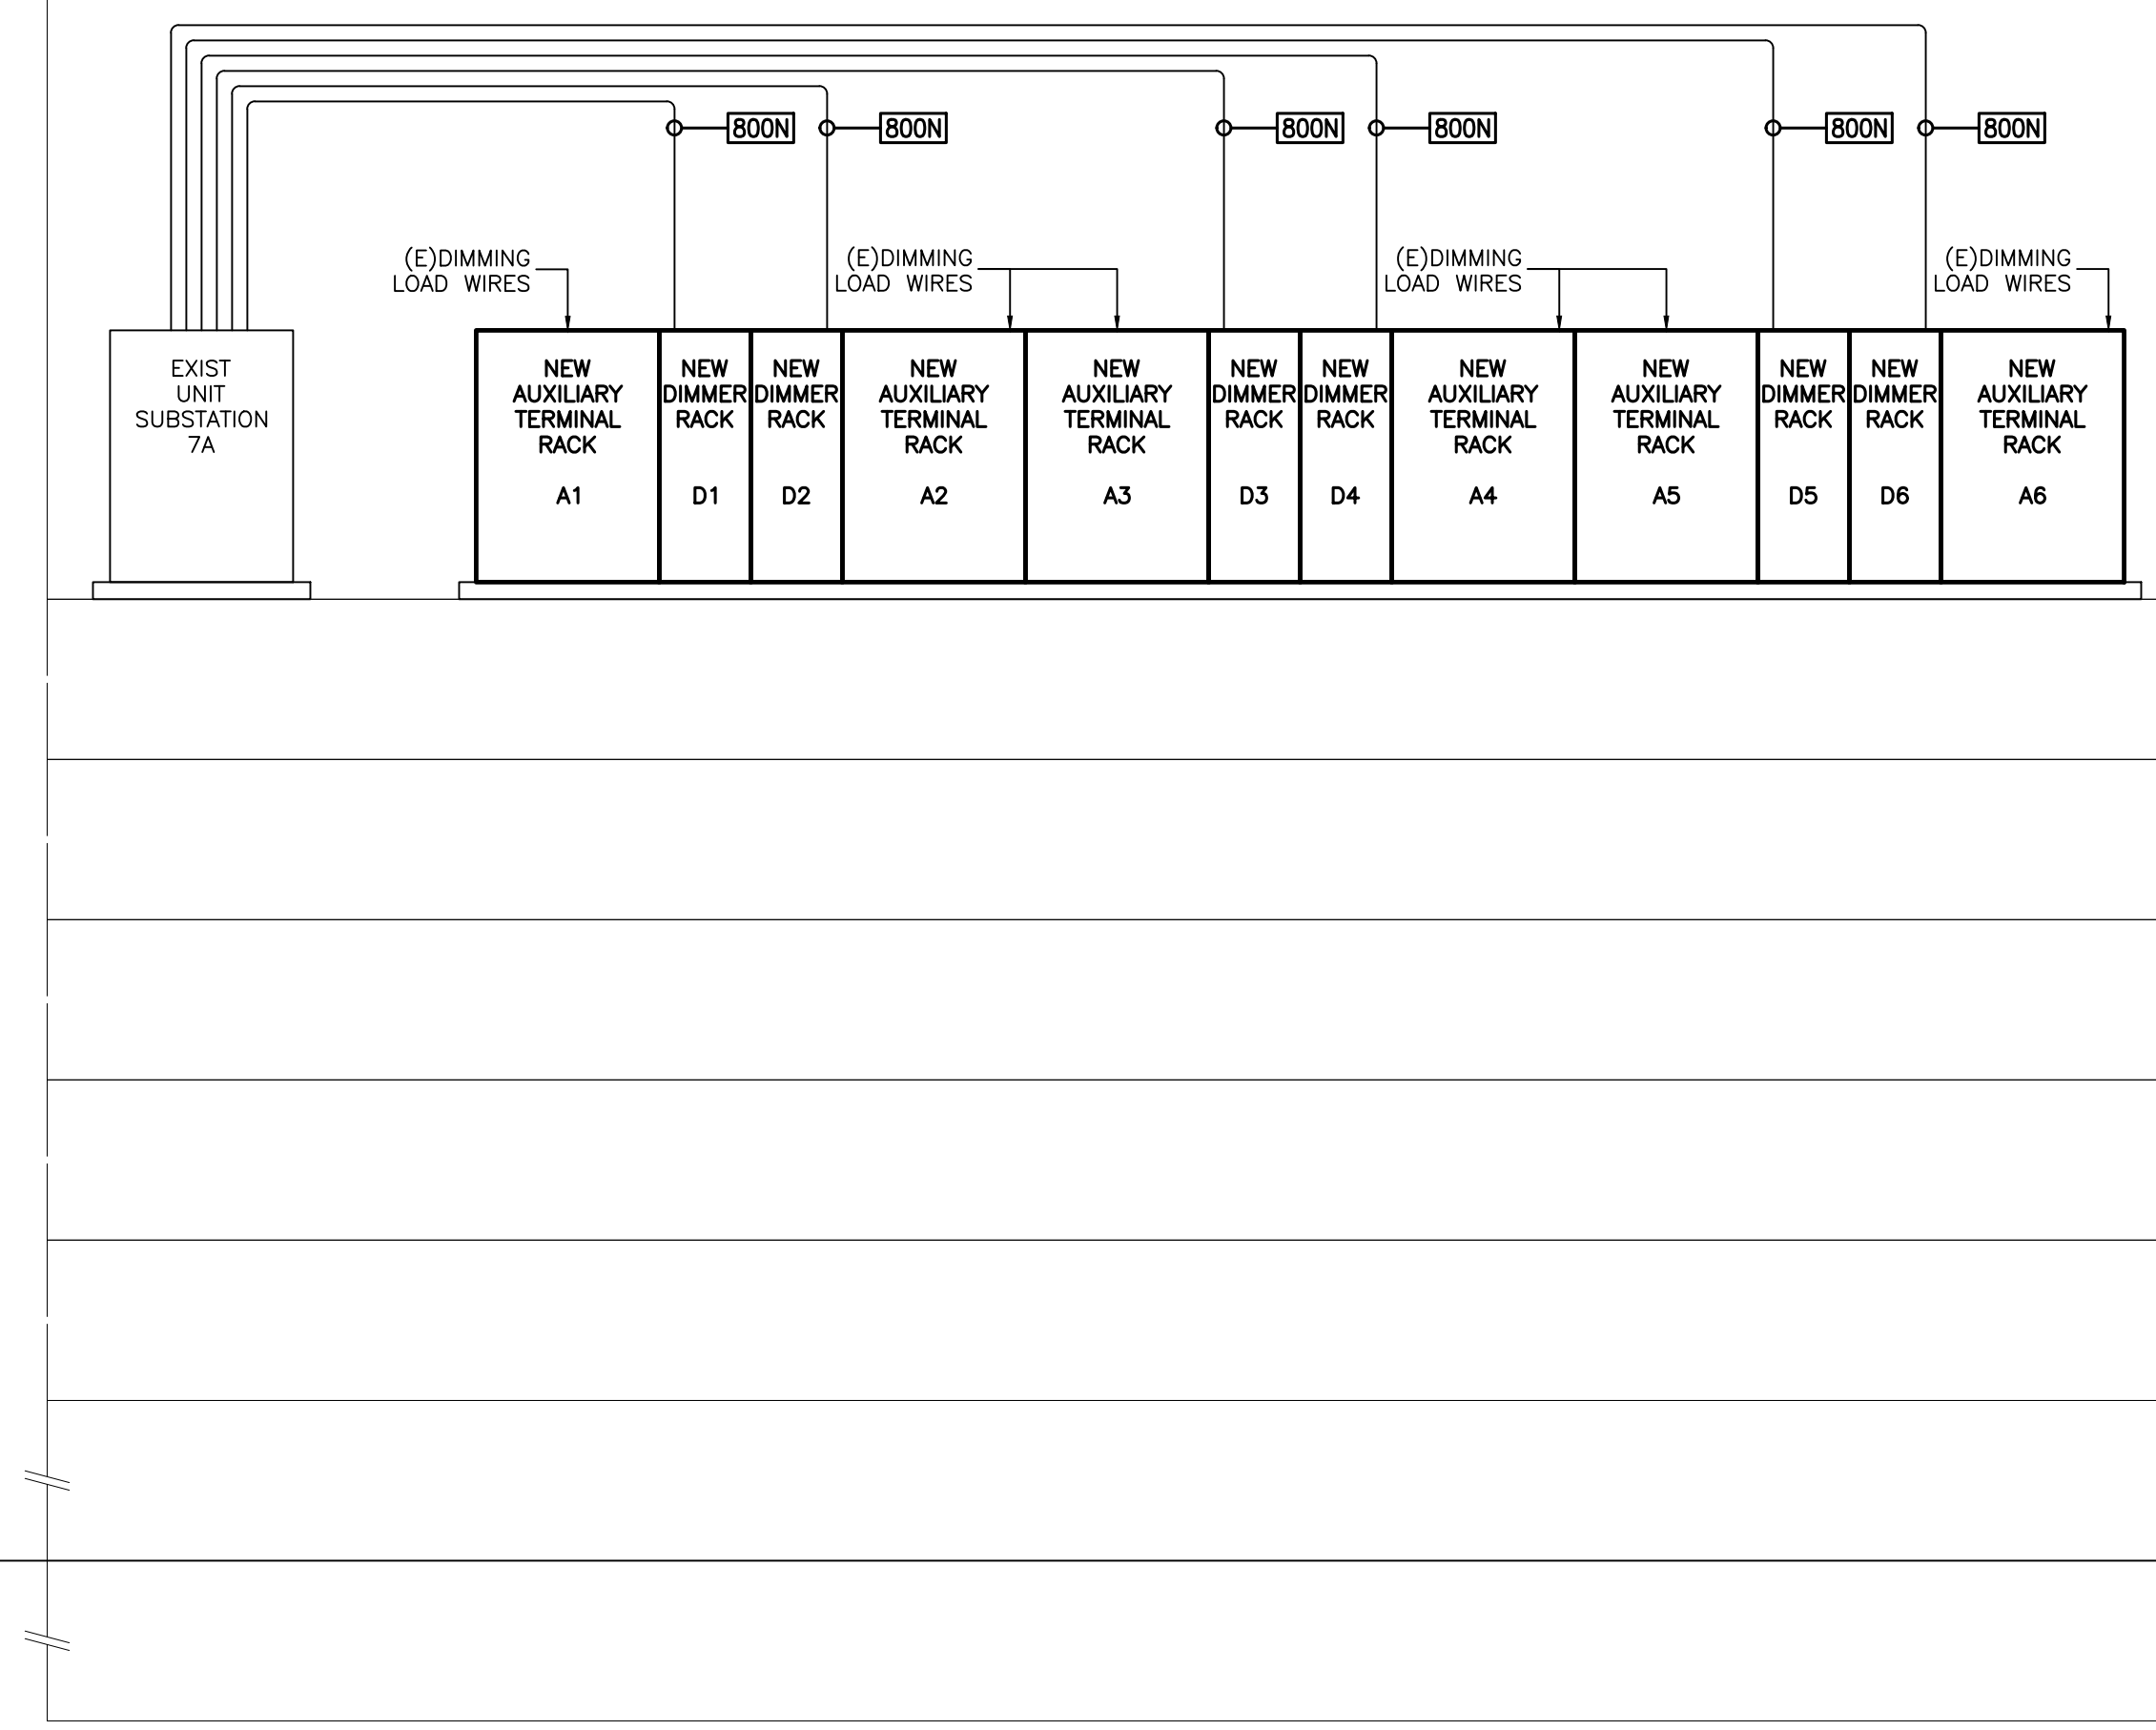 800N
800N
800N
800N
800N
800N
(E)DIMMING
LOAD WIRES
(E)DIMMING
LOAD WIRES
(E)DIMMING
LOAD WIRES
(E)DIMMING
LOAD WIRES
EXIST
UNIT
SUBSTATION
7A
NEW
AUXILIARY
TERMINAL
RACK
A1
NEW
DIMMER
RACK
D1
NEW
DIMMER
RACK
D2
NEW
AUXILIARY
TERMINAL
RACK
A2
NEW
AUXILIARY
TERMINAL
RACK
A3
NEW
DIMMER
RACK
D3
NEW
DIMMER
RACK
D4
NEW
AUXILIARY
TERMINAL
RACK
A4
NEW
AUXILIARY
TERMINAL
RACK
A5
NEW
DIMMER
RACK
D5
NEW
DIMMER
RACK
D6
NEW
AUXILIARY
TERMINAL
RACK
A6